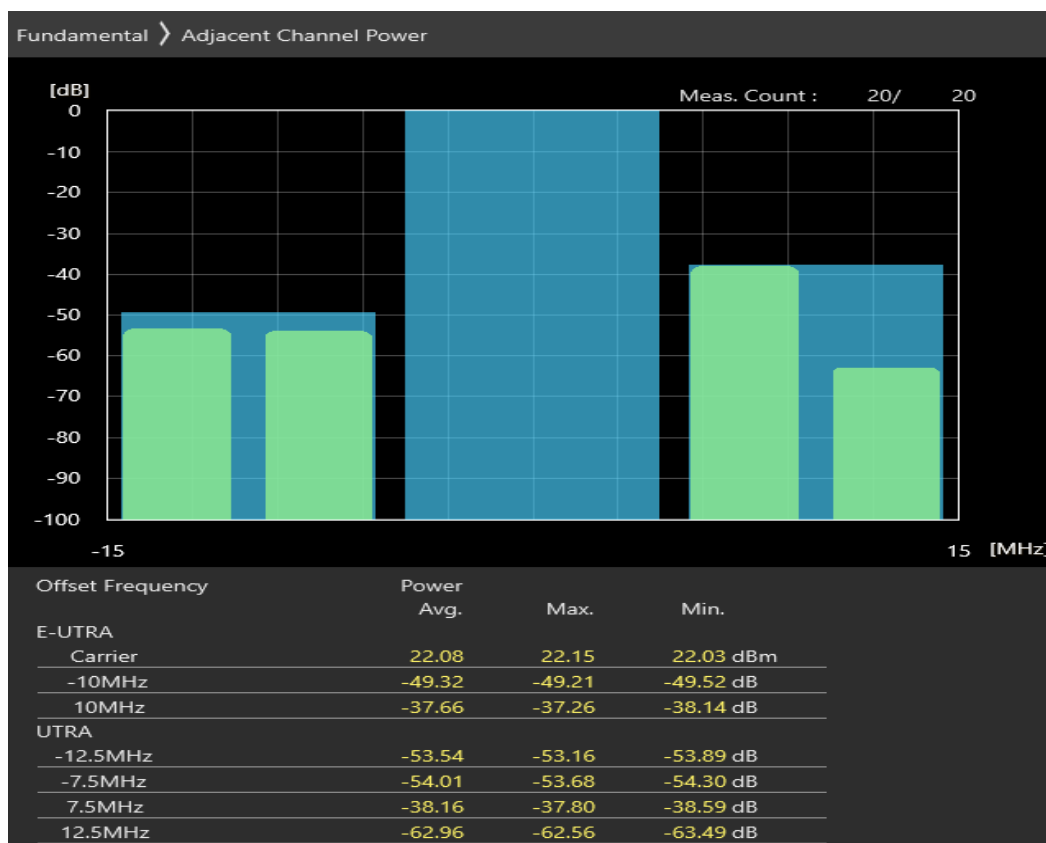 Fundamental 〉 Adjacent Channel Power
[dB]
Meas. Count : 20/ 20
0
-10
-20
-30
-40
-50
-60
-70
-80
-90
-100
-15 15 [MHz]
Offset Frequency Power
Avg. Max. Min.
E-UTRA
Carrier 22.08 22.15 22.03 dBm
-10MHz -49.32 -49.21 -49.52 dB
10MHz -37.66 -37.26 -38.14 dB
UTRA
-12.5MHz -53.54 -53.16 -53.89 dB
-7.5MHz -54.01 -53.68 -54.30 dB
7.5MHz -38.16 -37.80 -38.59 dB
12.5MHz -62.96 -62.56 -63.49 dB